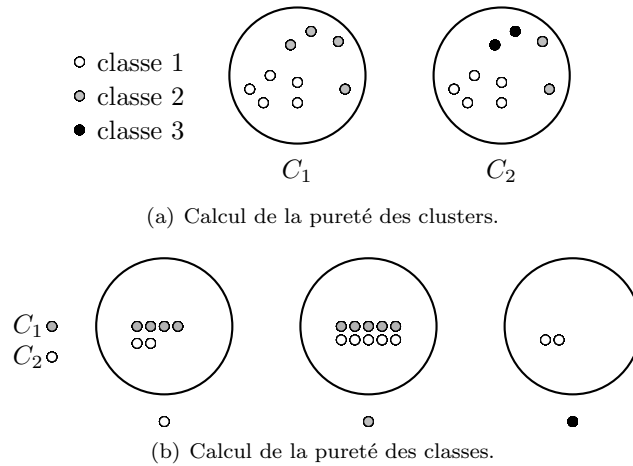 classe 1
classe 2
classe 3
C1
C2
(a) Calcul de la pureté des clusters.
C1
C2
(b) Calcul de la pureté des classes.